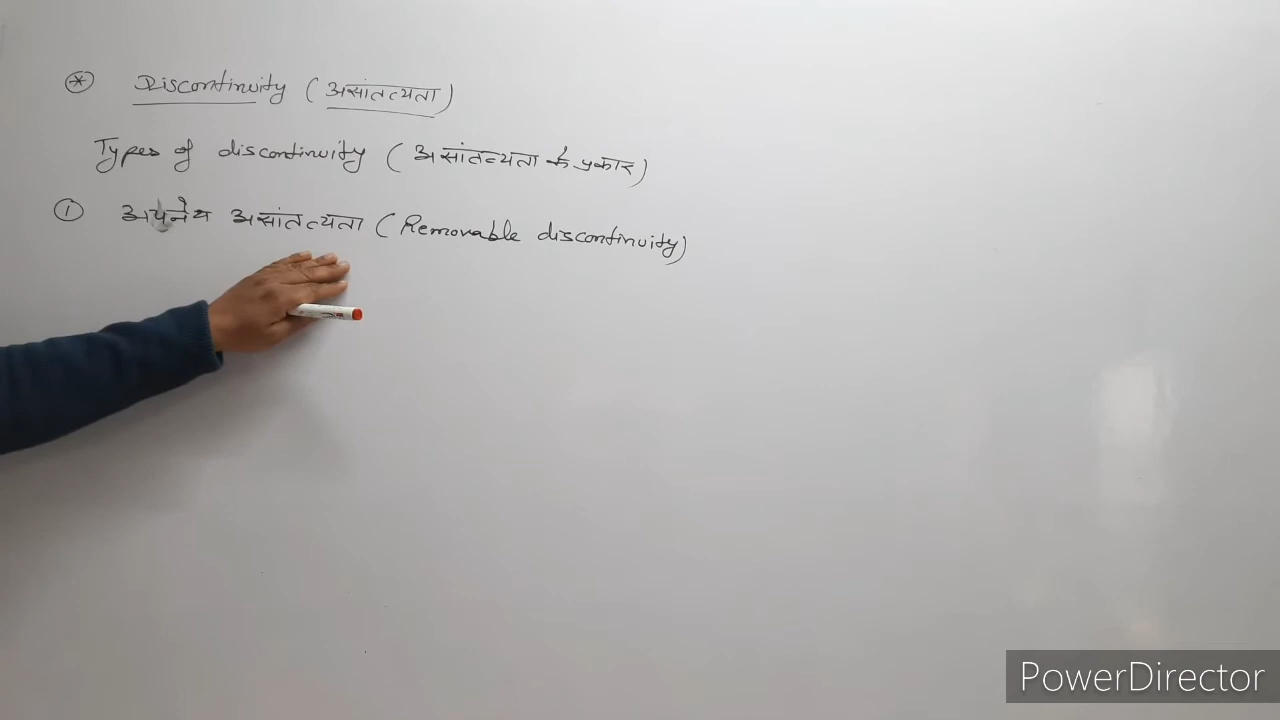 * Discontinuity (असांतत्यता)
Types of discontinuity (असांतत्यता के प्रकार)
① अपनेय असांतत्यता (Removable discontinuity)
PowerDirector